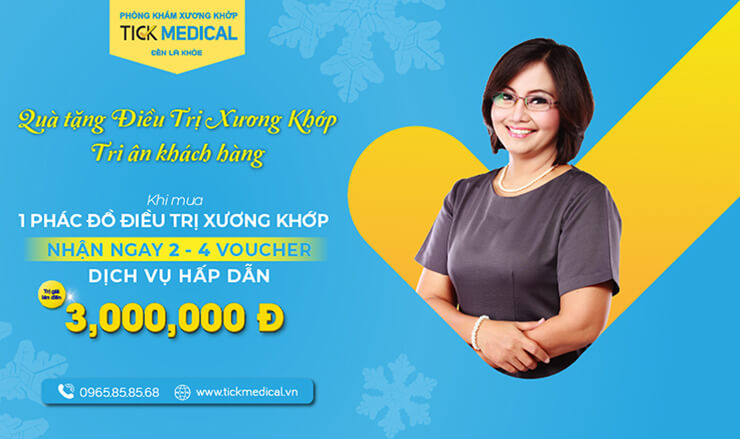 PHÒNG KHÁM XƯƠNG KHỚP
TICK MEDICAL
ĐẾN LÀ KHỎE
Quà tặng Điều Trị Xương Khớp
Tri ân khách hàng
Khi mua
1 PHÁC ĐỒ ĐIỀU TRỊ XƯƠNG KHỚP
NHẬN NGAY 2 - 4 VOUCHER
DỊCH VỤ HẤP DẪN
Trị giá
lên đến
3,000,000 Đ
0965.85.85.68
www.tickmedical.vn